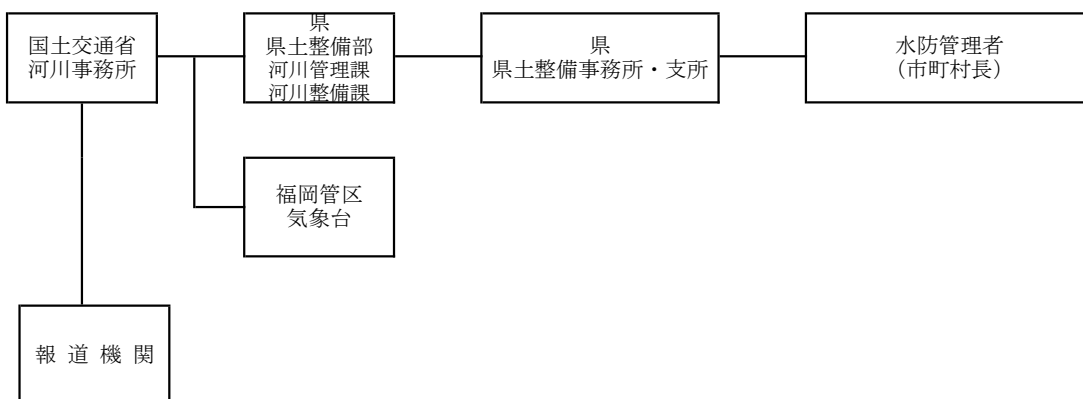 国土交通省
河川事務所
県
県土整備部
河川管理課
河川整備課
県
県土整備事務所・支所
水防管理者
（市町村長）
福岡管区
気象台
報 道 機 関